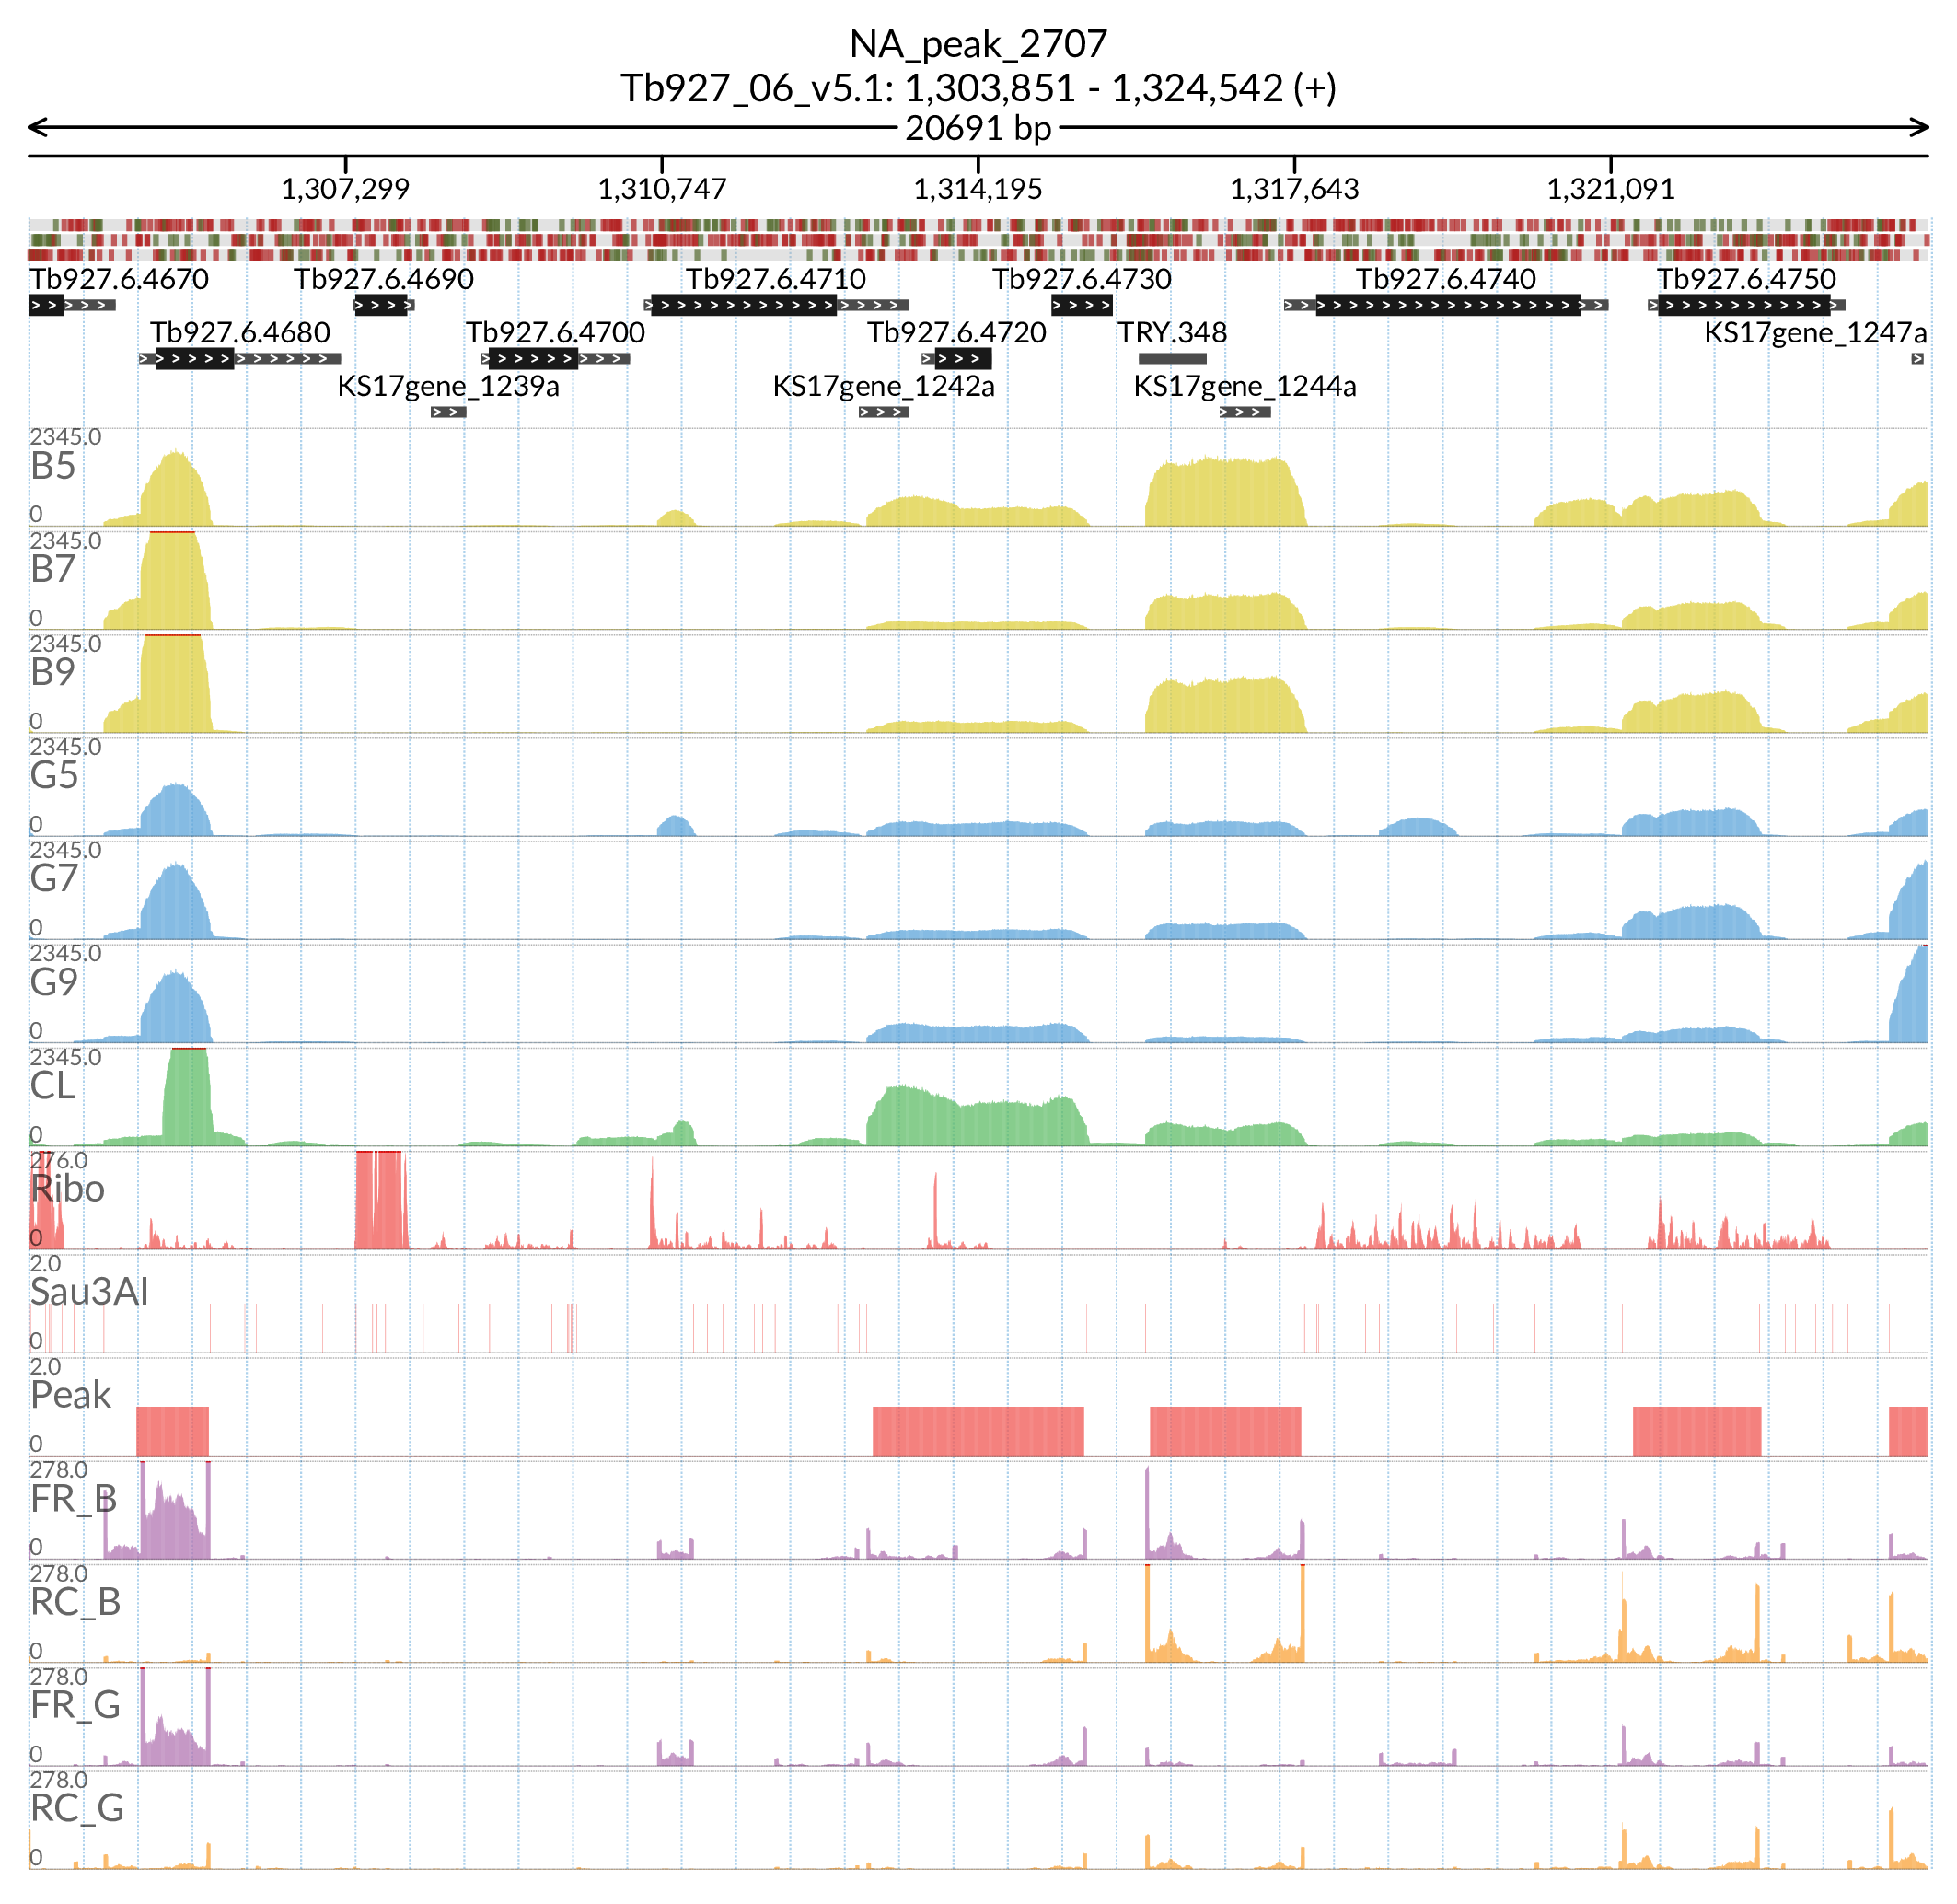 NA_peak_2707
Tb927_06_v5.1: 1,303,851 - 1,324,542 (+)
20691 bp
1,307,299 1,310,747 1,314,195 1,317,643 1,321,091
Tb927.6.4670 Tb927.6.4690 Tb927.6.4710 Tb927.6.4730 Tb927.6.4740 Tb927.6.4750
Tb927.6.4680 Tb927.6.4700 Tb927.6.4720 TRY.348 KS17gene_1247a
KS17gene_1239a KS17gene_1242a KS17gene_1244a
2345.0
B5
0
2345.0
B7
0
2345.0
B9
0
2345.0
G5
0
2345.0
G7
0
2345.0
G9
0
2345.0
CL
0
276.0
Ribo
0
2.0
Sau3AI
0
2.0
Peak
0
278.0
FR_B
0
278.0
RC_B
0
278.0
FR_G
0
278.0
RC_G
0